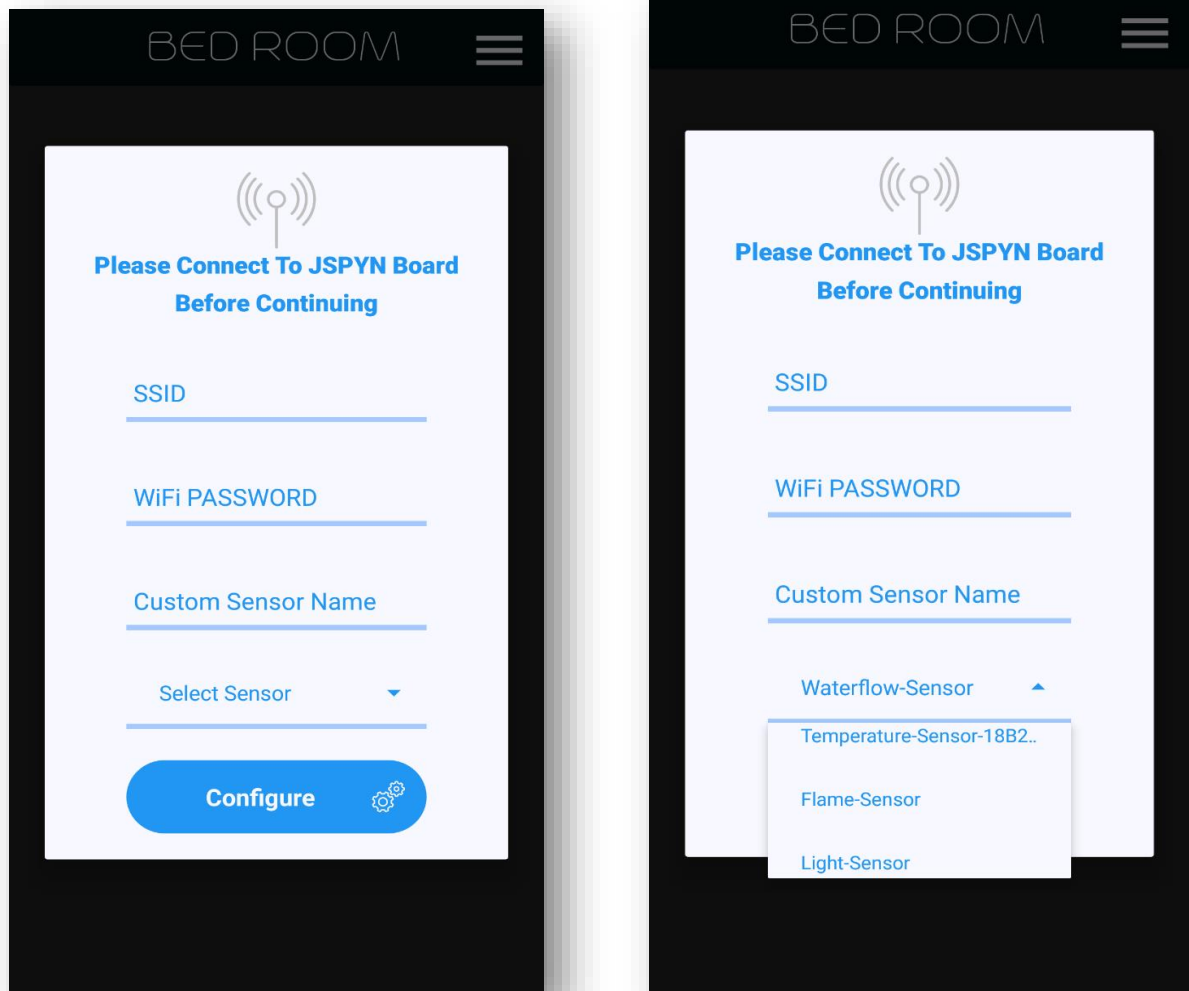 BED ROOM
Please Connect To JSPYN Board
Before Continuing
SSID
WiFi PASSWORD
Custom Sensor Name
Select Sensor
Configure
BED ROOM
Please Connect To JSPYN Board
Before Continuing
SSID
WiFi PASSWORD
Custom Sensor Name
Waterflow-Sensor
Temperature-Sensor-18B2..
Flame-Sensor
Light-Sensor